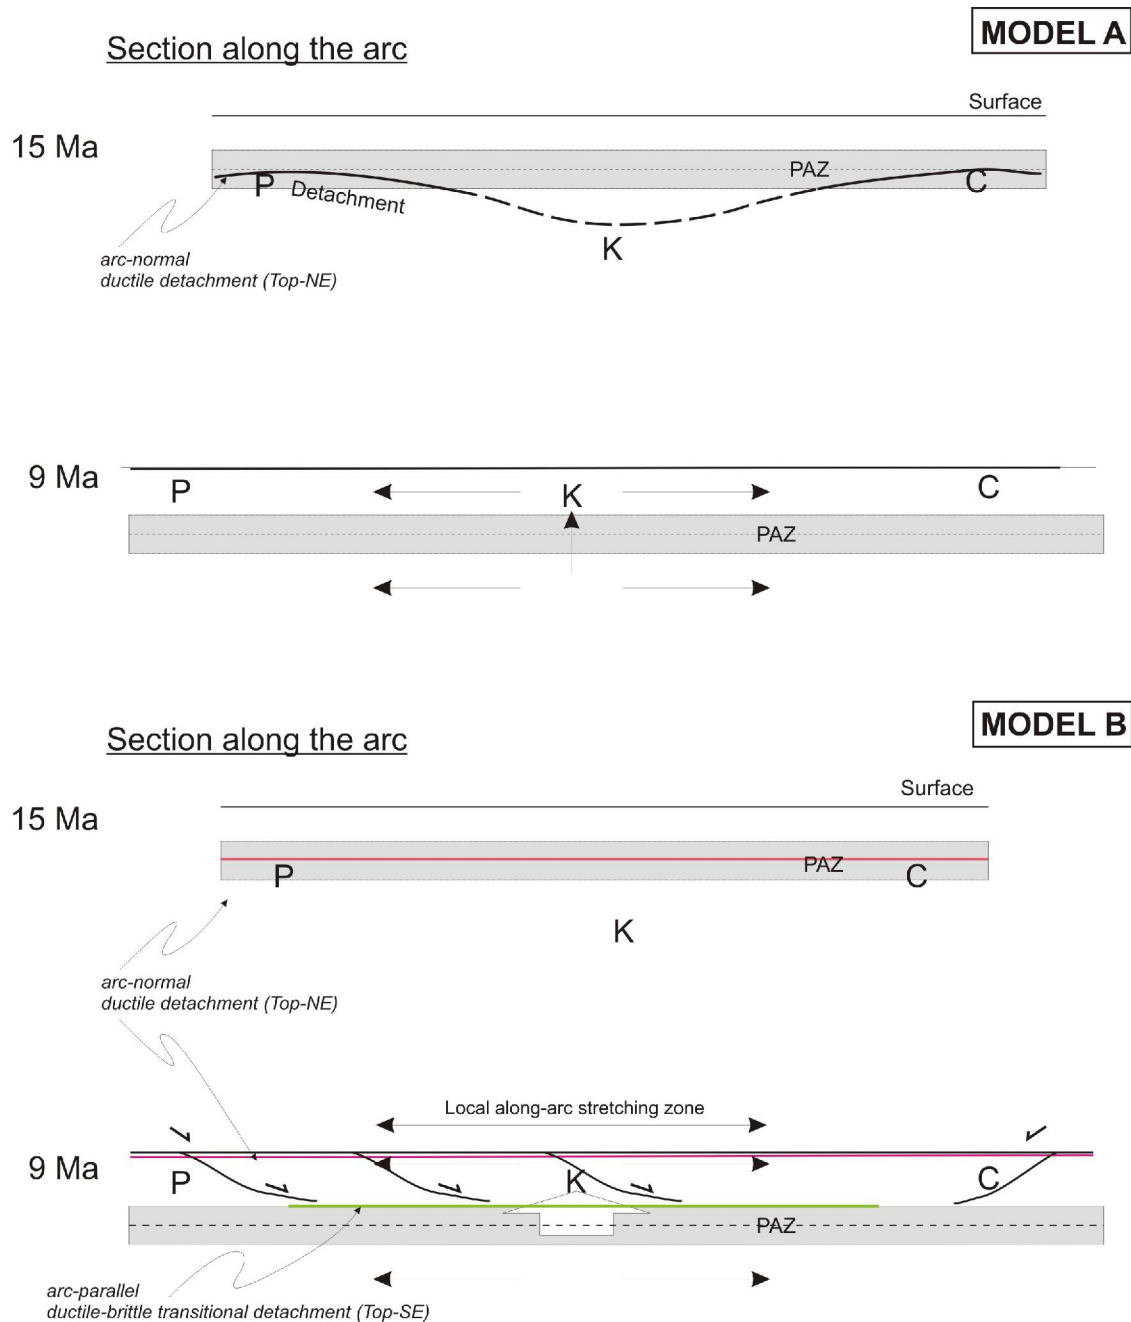 MODEL A
Section along the arc
Surface
15 Ma
PAZ
P
C
Detachment
K
arc-normal
ductile detachment (Top-NE)
9 Ma
P
K
C
PAZ
MODEL B
Section along the arc
Surface
15 Ma
PAZ
P
C
K
arc-normal
ductile detachment (Top-NE)
Local along-arc stretching zone
9 Ma
P
K
C
PAZ
arc-parallel
ductile-brittle transitional detachment (Top-SE)